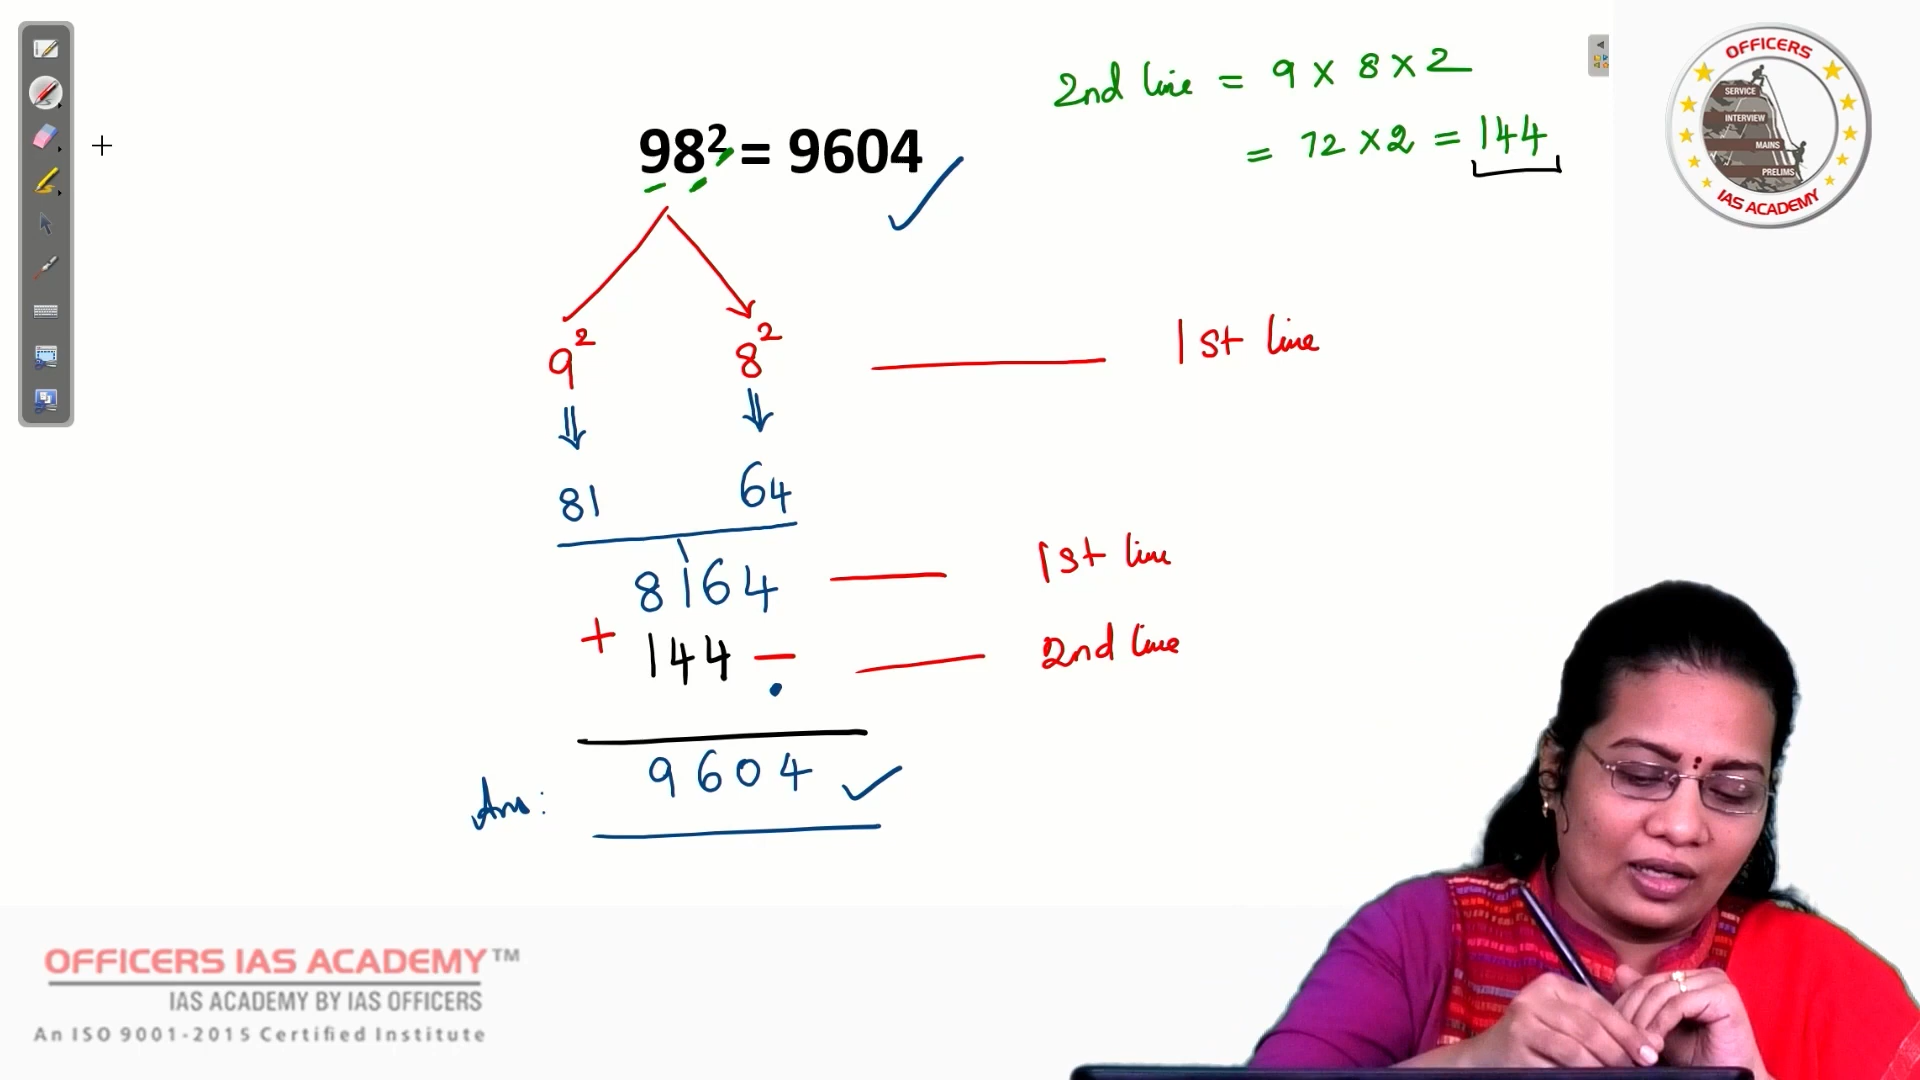 2nd line = 9 × 8 × 2
= 72 × 2 = 144
98² = 9604
9² 8² 1st line
81 64
1
8164 1st line
+ 144 – 2nd line
Ans: 9604
OFFICERS
SERVICE
INTERVIEW
MAINS
PRELIMS
IAS ACADEMY
OFFICERS IAS ACADEMY™
IAS ACADEMY BY IAS OFFICERS
An ISO 9001-2015 Certified Institute